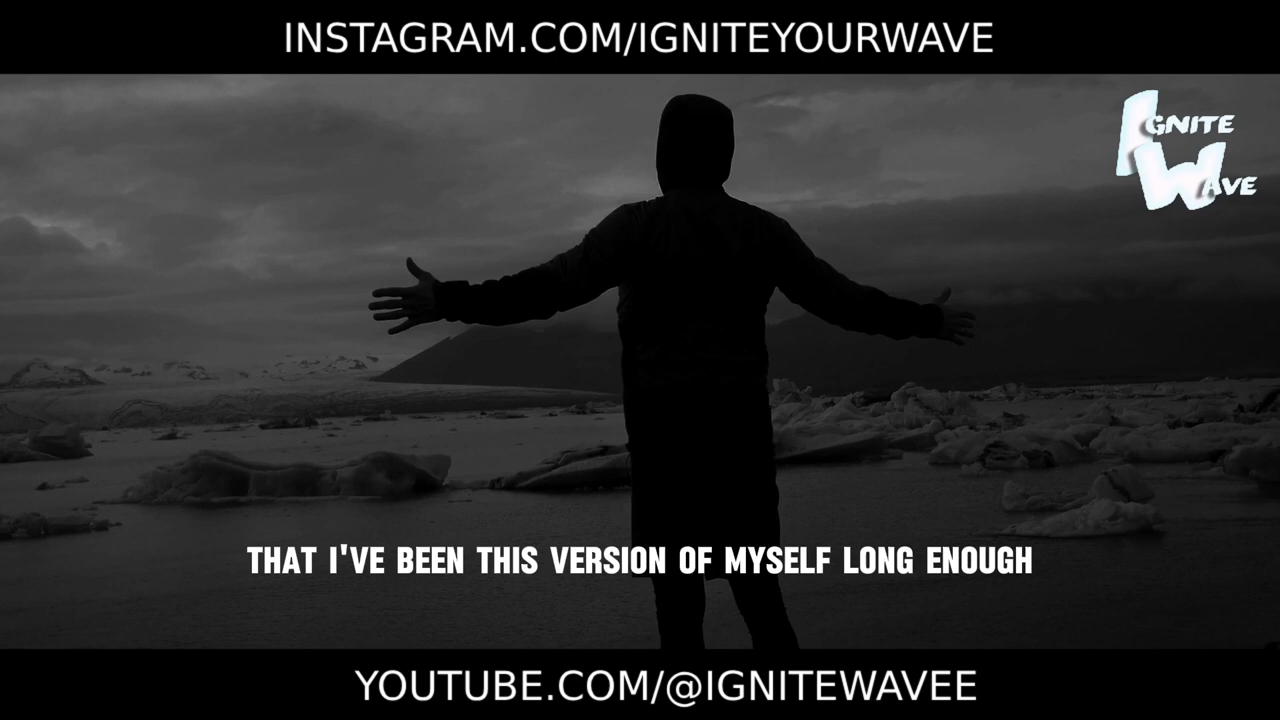 INSTAGRAM.COM/IGNITEYOURWAVE
IGNITE
WAVE
THAT I'VE BEEN THIS VERSION OF MYSELF LONG ENOUGH
YOUTUBE.COM/@IGNITEWAVEE